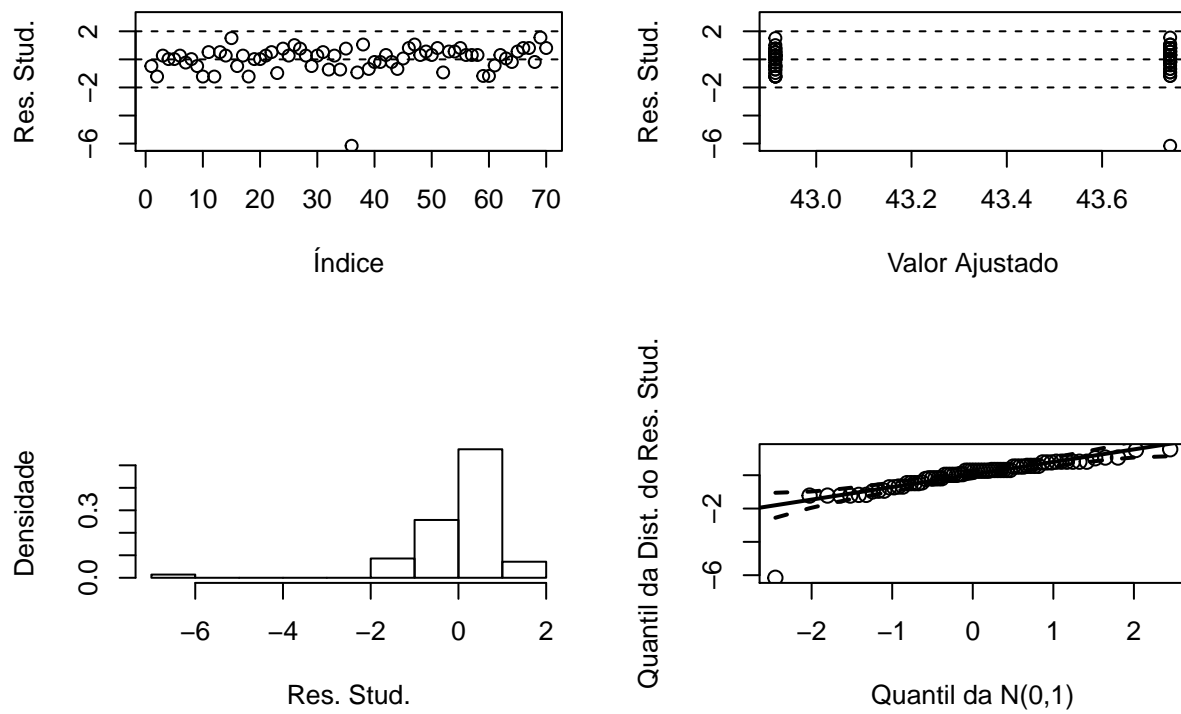 Res. Stud.
2
−2
−6
0 10 20 30 40 50 60 70
Índice
Res. Stud.
2
−2
−6
43.0 43.2 43.4 43.6
Valor Ajustado
Densidade
0.3
0.0
−6 −4 −2 0 2
Res. Stud.
Quantil da Dist. do Res. Stud.
−2
−6
−2 −1 0 1 2
Quantil da N(0,1)